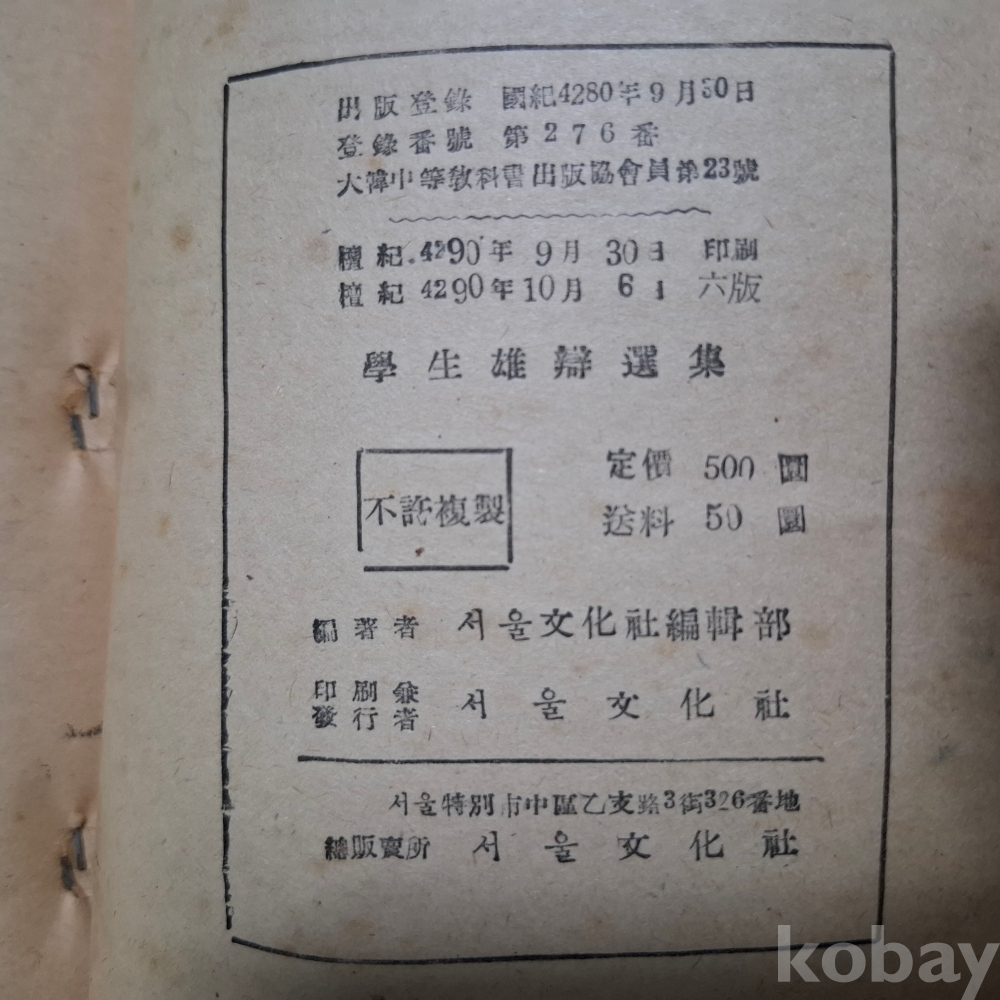 出版登錄 國紀4280年9月30日
登錄番號 第276番
大韓中等敎科書出版協會員第23號
檀紀 4290年 9月 30日 印刷
檀紀 4290年 10月 6日 六版
學生雄辯選集
不許複製
定價 500 圜
送料 50 圜
編著者 서울文化社編輯部
印刷兼
發行者 서울文化社
서울特別市中區乙支路3街326番地
總販賣所 서울文化社
kobay